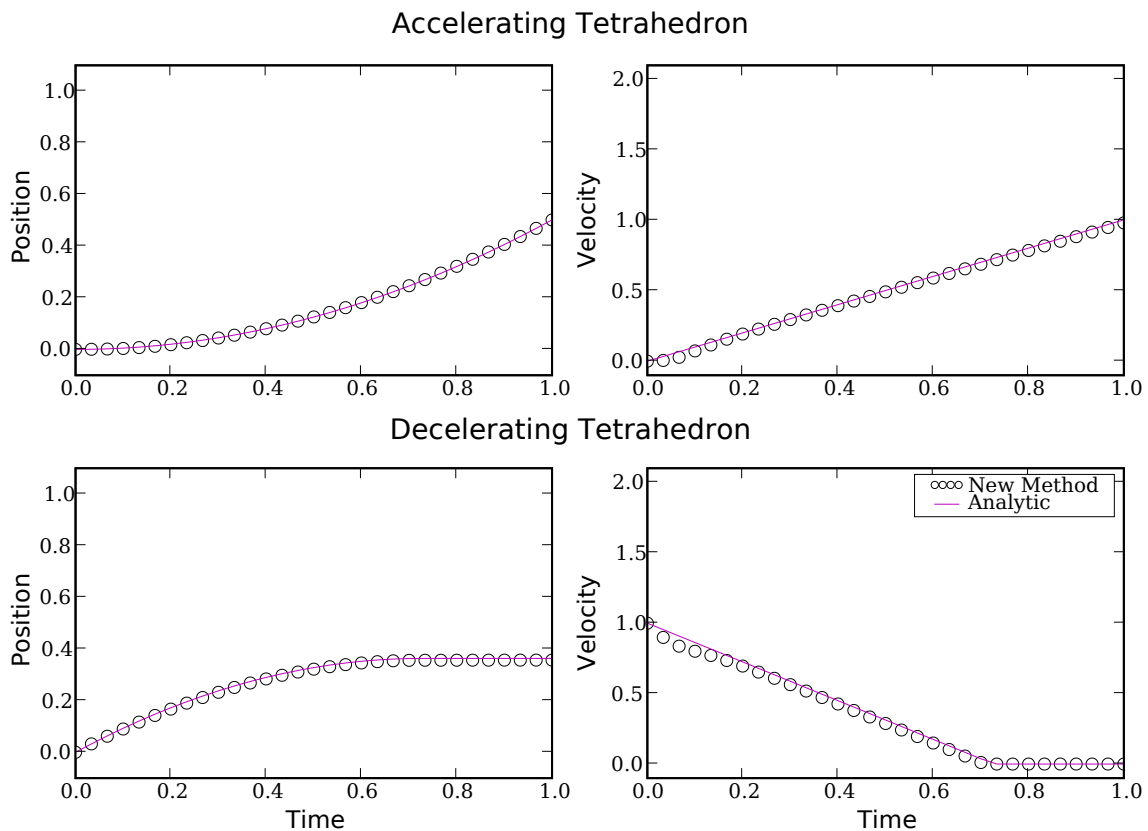 Accelerating Tetrahedron
Position
1.0
0.8
0.6
0.4
0.2
0.0
0.0 0.2 0.4 0.6 0.8 1.0
Velocity
2.0
1.5
1.0
0.5
0.0
0.0 0.2 0.4 0.6 0.8 1.0
Decelerating Tetrahedron
Position
1.0
0.8
0.6
0.4
0.2
0.0
0.0 0.2 0.4 0.6 0.8 1.0
Time
Velocity
2.0
1.5
1.0
0.5
0.0
0.0 0.2 0.4 0.6 0.8 1.0
Time
New Method
Analytic